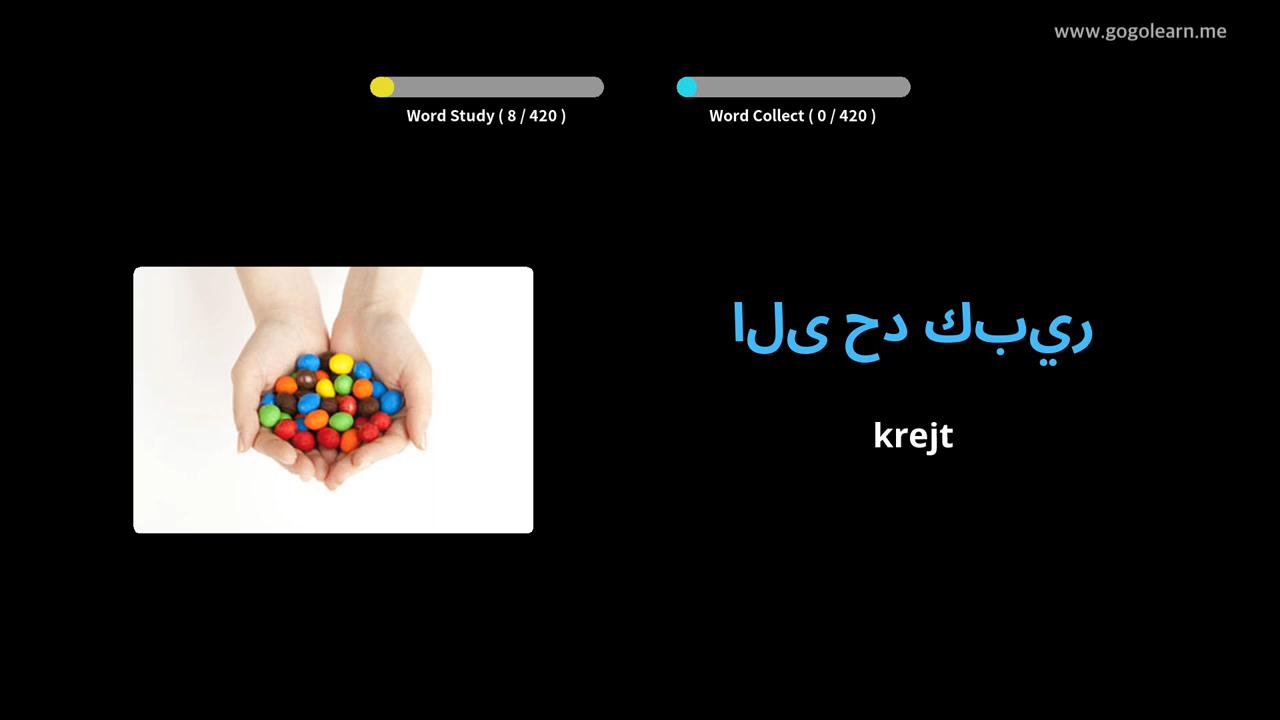 www.gogolearn.me
Word Study ( 8 / 420 )
Word Collect ( 0 / 420 )
الى حد كبير
krejt